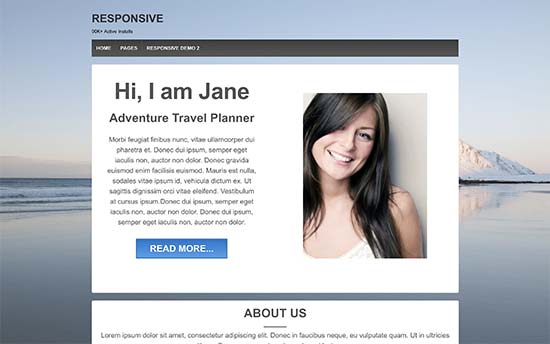 RESPONSIVE
90K+ Active Installs
HOME PAGES RESPONSIVE DEMO 2
Hi, I am Jane
Adventure Travel Planner
Morbi feugiat finibus nunc, vitae ullamcorper dui
pharetra et. Donec dui ipsum, semper eget
iaculis non, auctor non dolor. Donec gravida
euismod enim facilisis euismod. Mauris est nulla,
sodales vitae ipsum id, vehicula dictum ex. Ut
sagittis dignissim orci vitae eleifend. Vestibulum
at cursus ipsum.Donec dui ipsum, semper eget
iaculis non, auctor non dolor. Donec dui ipsum,
semper eget iaculis non, auctor non dolor.
READ MORE...
ABOUT US
Lorem ipsum dolor sit amet, consectetur adipiscing elit. Donec in faucibus neque, eu vulputate quam. Ut in ultricies